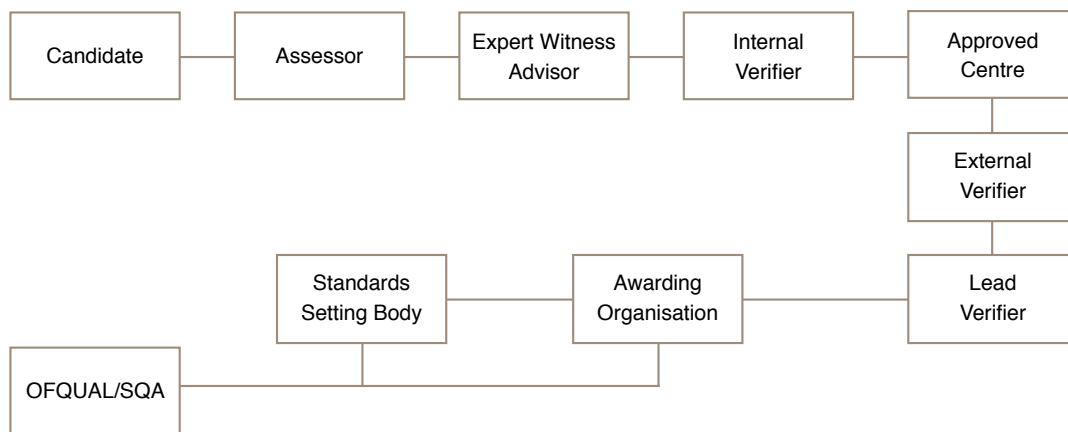 Candidate
Assessor
Expert Witness
Advisor
Internal
Verifier
Approved
Centre
External
Verifier
Lead
Verifier
Awarding
Organisation
Standards
Setting Body
OFQUAL/SQA